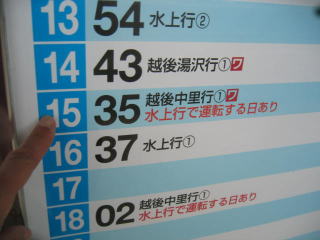 13 54 水上行②
14 43 越後湯沢行①ワ
15 35 越後中里行①ワ
水上行で運転する日あり
16 37 水上行①
17
18 02 越後中里行①
水上行で運転する日あり